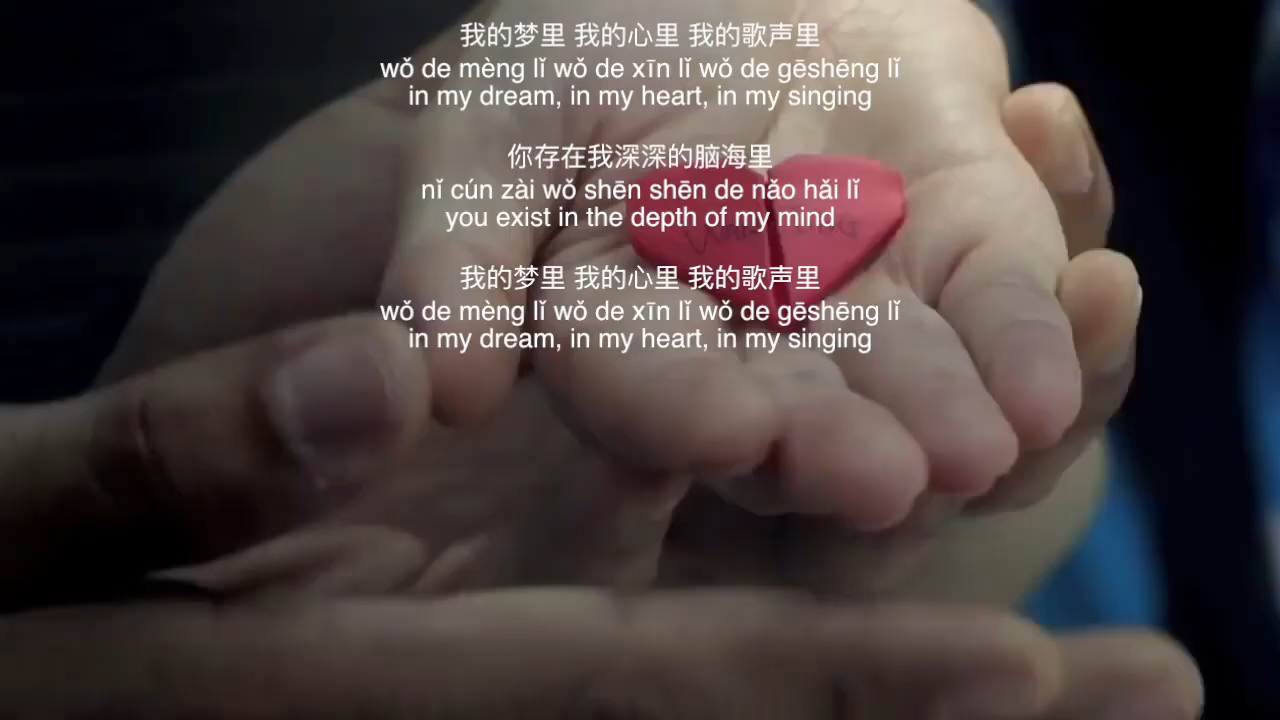 我的梦里 我的心里 我的歌声里
wǒ de mèng lǐ wǒ de xīn lǐ wǒ de gēshēng lǐ
in my dream, in my heart, in my singing
你存在我深深的脑海里
nǐ cún zài wǒ shēn shēn de nǎo hǎi lǐ
you exist in the depth of my mind
我的梦里 我的心里 我的歌声里
wǒ de mèng lǐ wǒ de xīn lǐ wǒ de gēshēng lǐ
in my dream, in my heart, in my singing